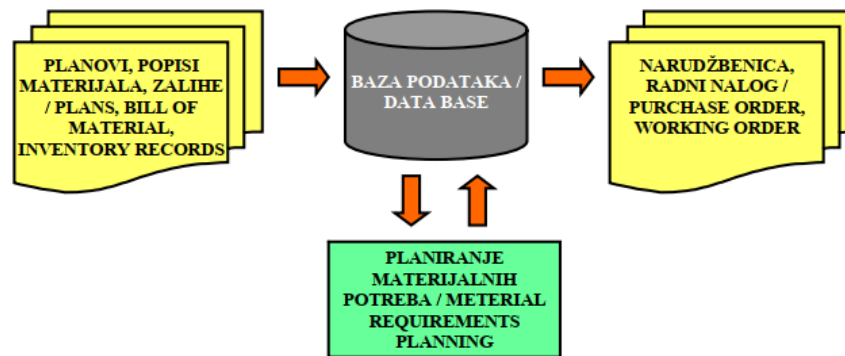 PLANOVI, POPISI
MATERIJALA, ZALIHE
/ PLANS, BILL OF
MATERIAL,
INVENTORY RECORDS
BAZA PODATAKA /
DATA BASE
NARUDŽBENICA,
RADNI NALOG /
PURCHASE ORDER,
WORKING ORDER
PLANIRANJE
MATERIJALNIH
POTREBA / METERIAL
REQUIREMENTS
PLANNING